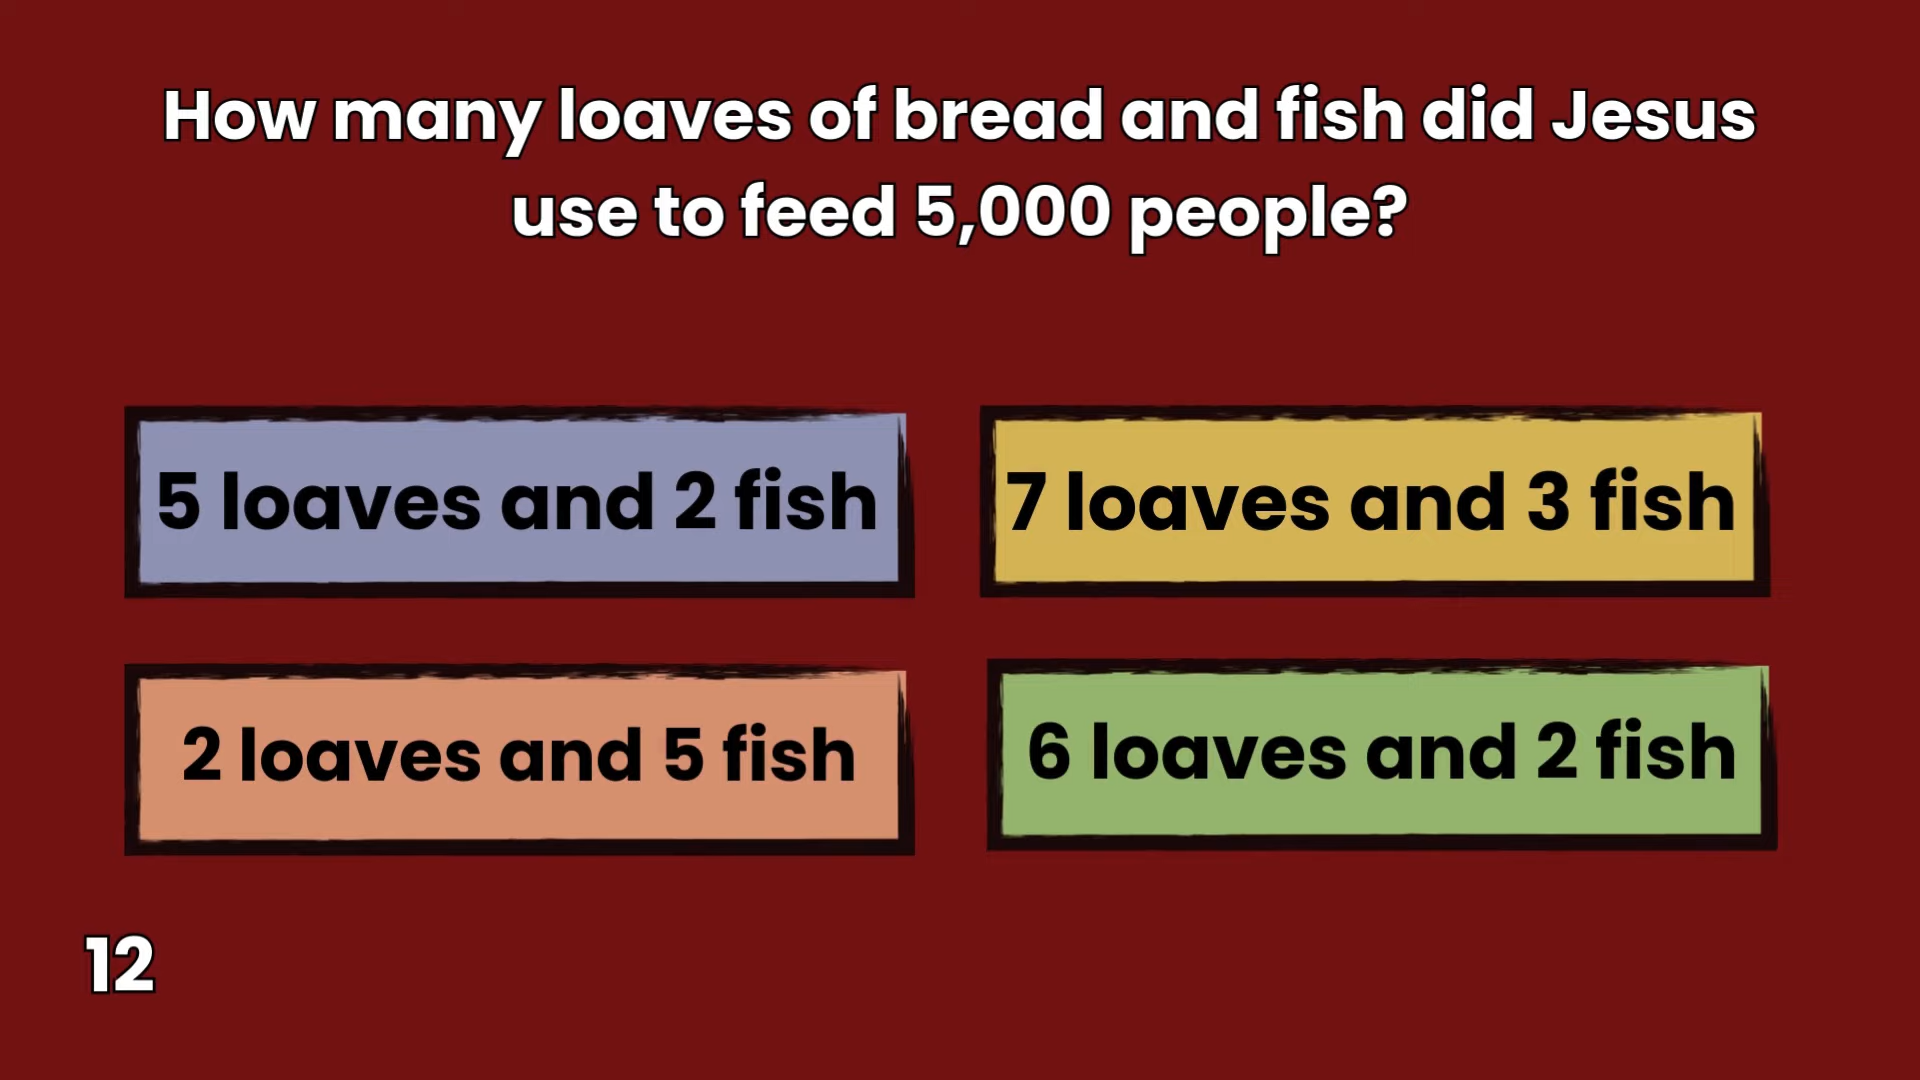 How many loaves of bread and fish did Jesus
use to feed 5,000 people?
5 loaves and 2 fish
7 loaves and 3 fish
2 loaves and 5 fish
6 loaves and 2 fish
12